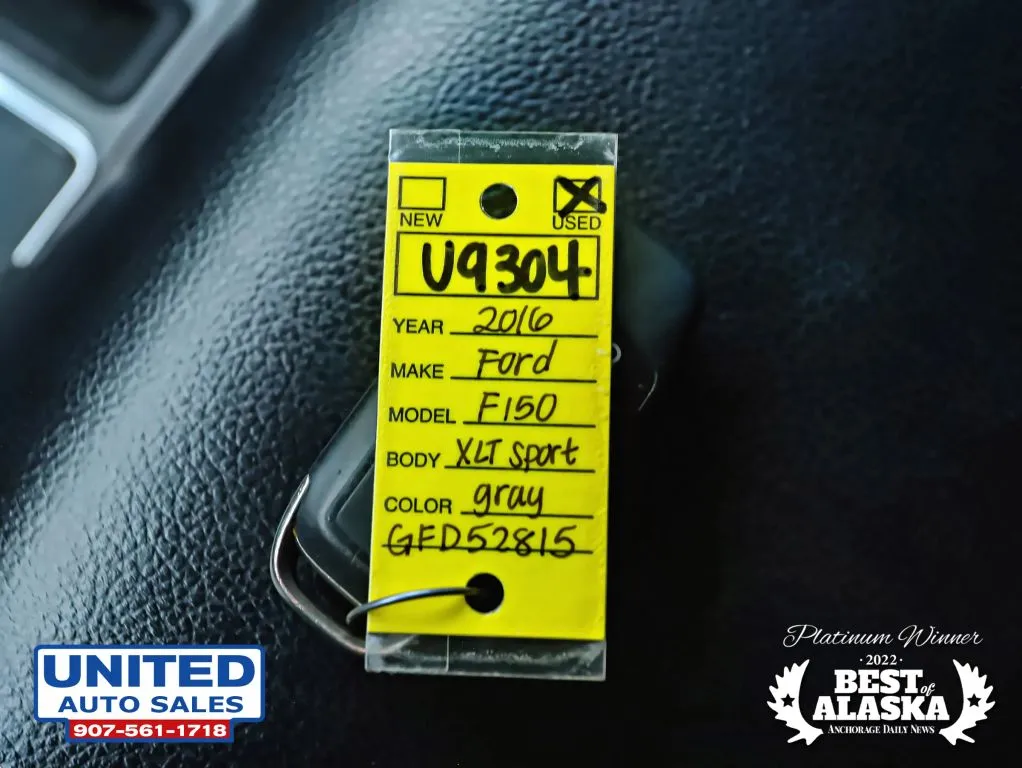 NEW USED
U9304
YEAR 2016
MAKE Ford
MODEL F150
BODY XLT Sport
COLOR gray
GFD52815
UNITED
AUTO SALES
907-561-1718
Platinum Winner
· 2022 ·
BEST of
ALASKA
ANCHORAGE DAILY NEWS